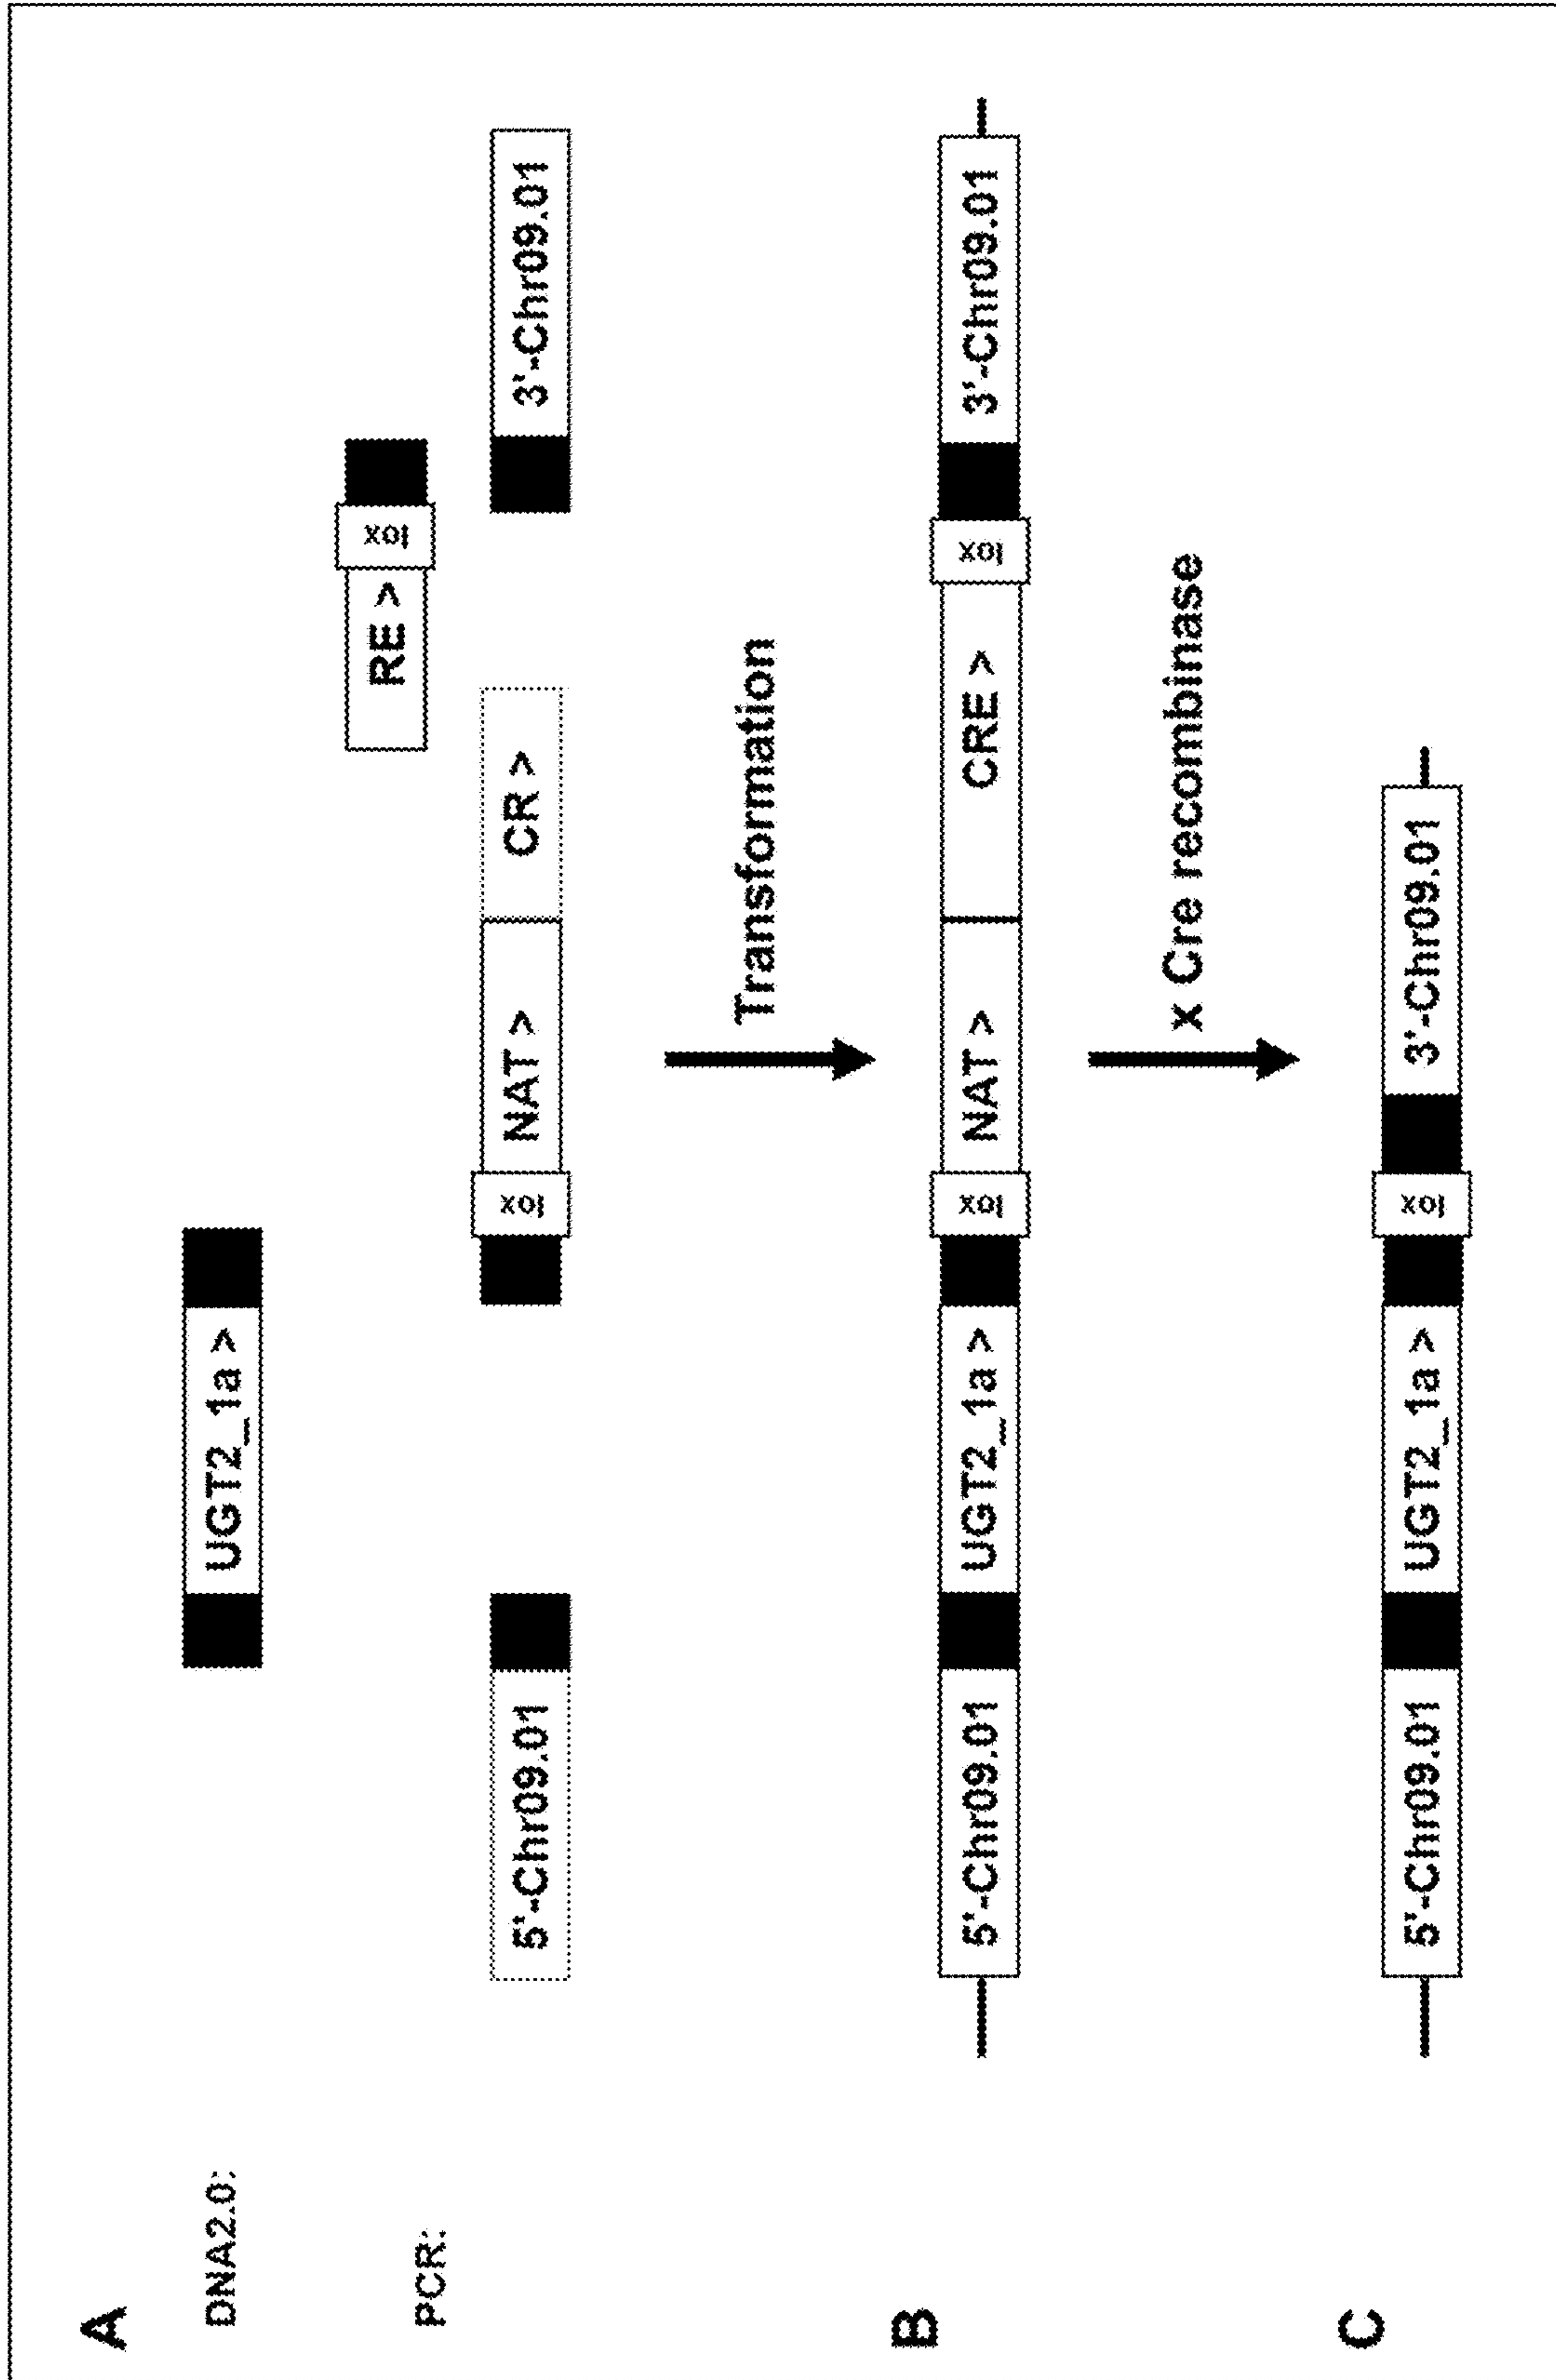 A
DNA2.0:
UGT2_1a >
PCR:
RE >
lox
5'-Chr09.01
lox
NAT >
CR >
3'-Chr09.01
Transformation
B
5'-Chr09.01
UGT2_1a >
lox
NAT >
CRE >
lox
3'-Chr09.01
x Cre recombinase
C
5'-Chr09.01
UGT2_1a >
lox
3'-Chr09.01